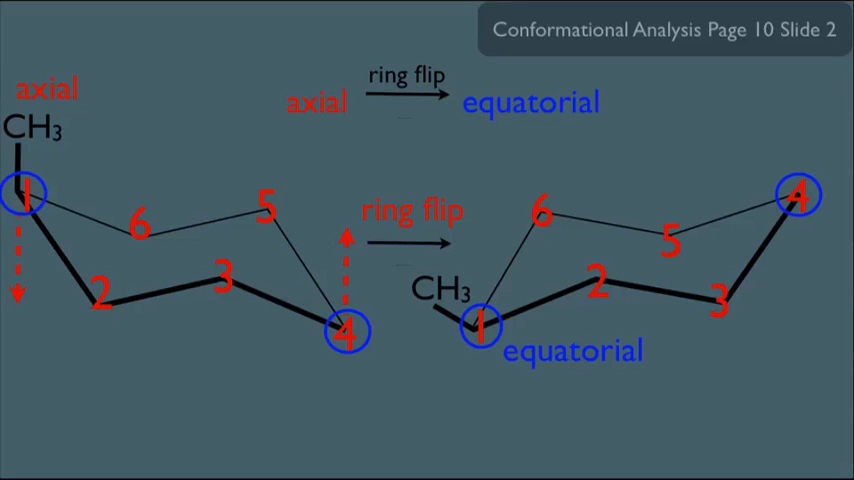 Conformational Analysis Page 10 Slide 2
axial
CH3
axial
ring flip
equatorial
1
6
5
2
3
4
ring flip
6
5
4
CH3
2
3
1
equatorial